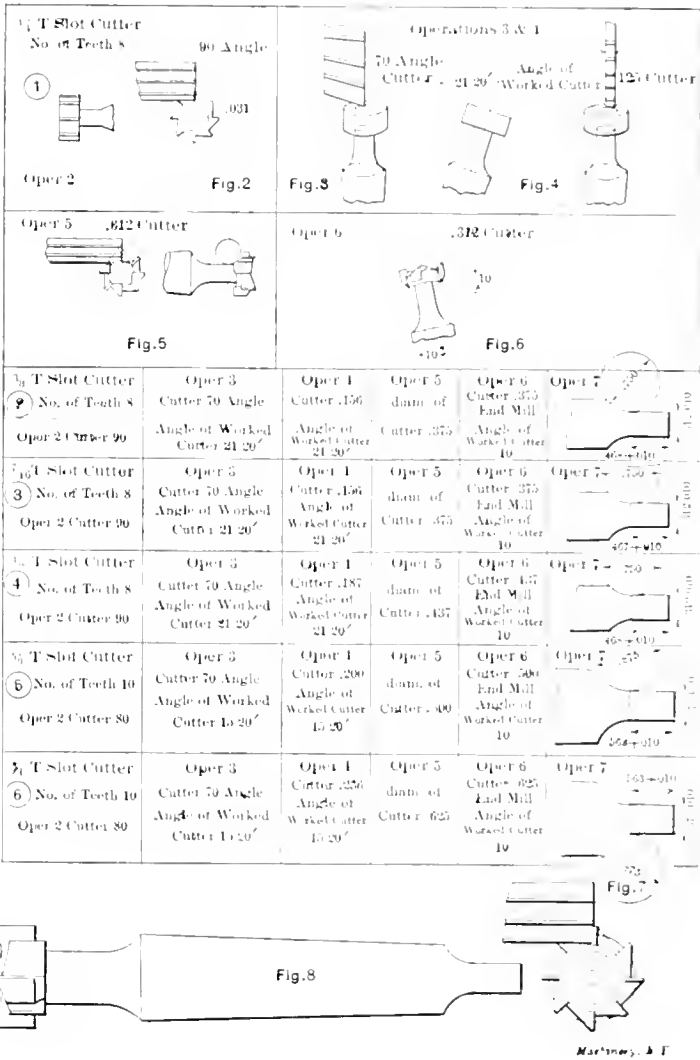 T Slot Cutter
No. of Teeth 8
90 Angle
1
.031
Oper 2
Fig.2
Operations 3 & 4
70 Angle
Cutter
21 20′
Angle of
Worked Cutter
.125 Cutter
Fig.3
Fig.4
Oper 5 .612 Cutter
Fig.5
Oper 6 .312 Cutter
10
10
Fig.6
T Slot Cutter
No. of Teeth 8
Oper 2 Cutter 90
Oper 3
Cutter 70 Angle
Angle of Worked
Cutter 21 20′
Oper 4
Cutter .156
Angle of
Worked Cutter
21 20′
Oper 5
diam. of
Cutter .375
Oper 6
Cutter .375
End Mill
Angle of
Worked Cutter
10
Oper 7
T Slot Cutter
3 No. of Teeth 8
Oper 2 Cutter 90
Oper 3
Cutter 70 Angle
Angle of Worked
Cutter 21 20′
Oper 4
Cutter .156
Angle of
Worked Cutter
21 20′
Oper 5
diam. of
Cutter .375
Oper 6
Cutter .375
End Mill
Angle of
Worked Cutter
10
Oper 7
.750
T Slot Cutter
4 No. of Teeth 8
Oper 2 Cutter 90
Oper 3
Cutter 70 Angle
Angle of Worked
Cutter 21 20′
Oper 4
Cutter .187
Angle of
Worked Cutter
21 20′
Oper 5
diam. of
Cutter .437
Oper 6
Cutter .437
End Mill
Angle of
Worked Cutter
10
Oper 7
T Slot Cutter
5 No. of Teeth 10
Oper 2 Cutter 80
Oper 3
Cutter 70 Angle
Angle of Worked
Cutter 15 20′
Oper 4
Cutter .200
Angle of
Worked Cutter
15 20′
Oper 5
diam. of
Cutter .500
Oper 6
Cutter .500
End Mill
Angle of
Worked Cutter
10
Oper 7
T Slot Cutter
6 No. of Teeth 10
Oper 2 Cutter 80
Oper 3
Cutter 70 Angle
Angle of Worked
Cutter 15 20′
Oper 4
Angle of
Worked Cutter
15 20′
Oper 5
diam. of
Cutter .625
Oper 6
Cutter .625
End Mill
Angle of
Worked Cutter
10
Oper 7
Fig.7
Fig.8
Machinery,